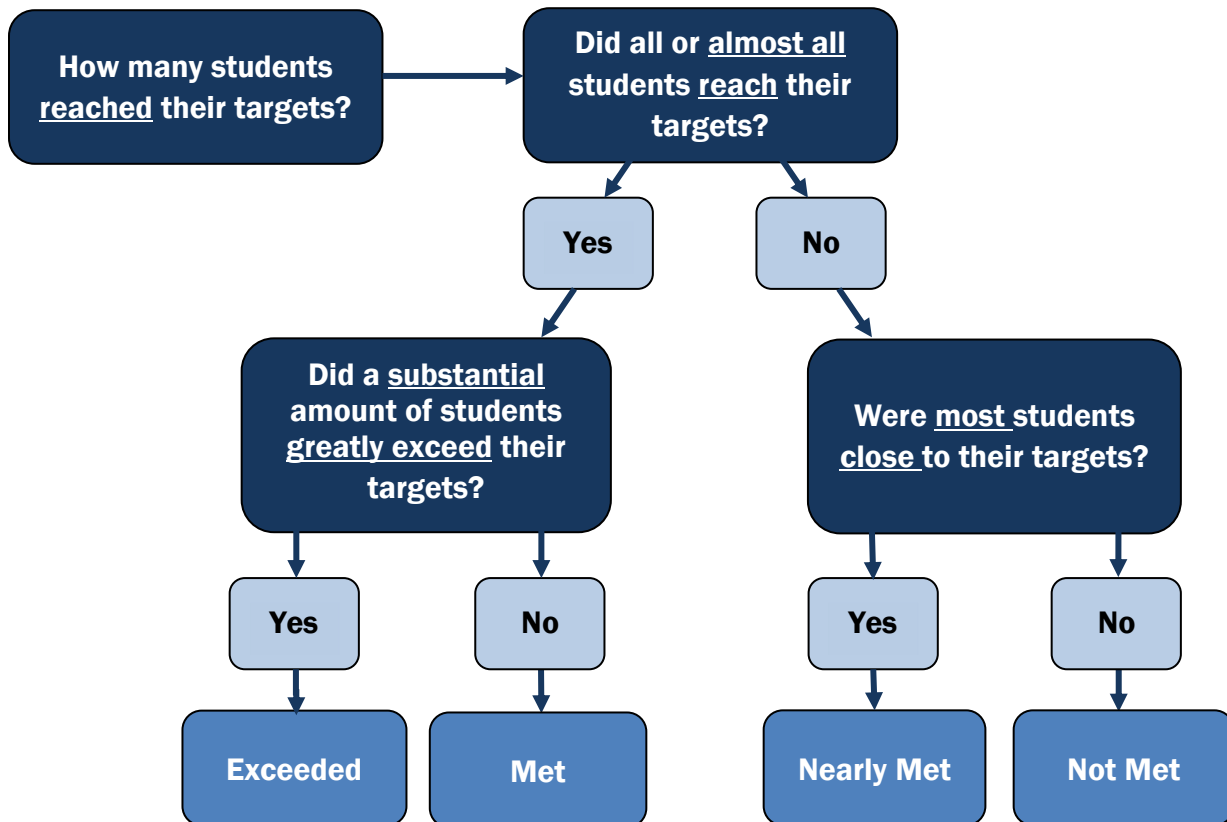 How many students
reached their targets?
Did all or almost all
students reach their
targets?
Yes
No
Did a substantial
amount of students
greatly exceed their
targets?
Were most students
close to their targets?
Yes
No
Yes
No
Exceeded
Met
Nearly Met
Not Met